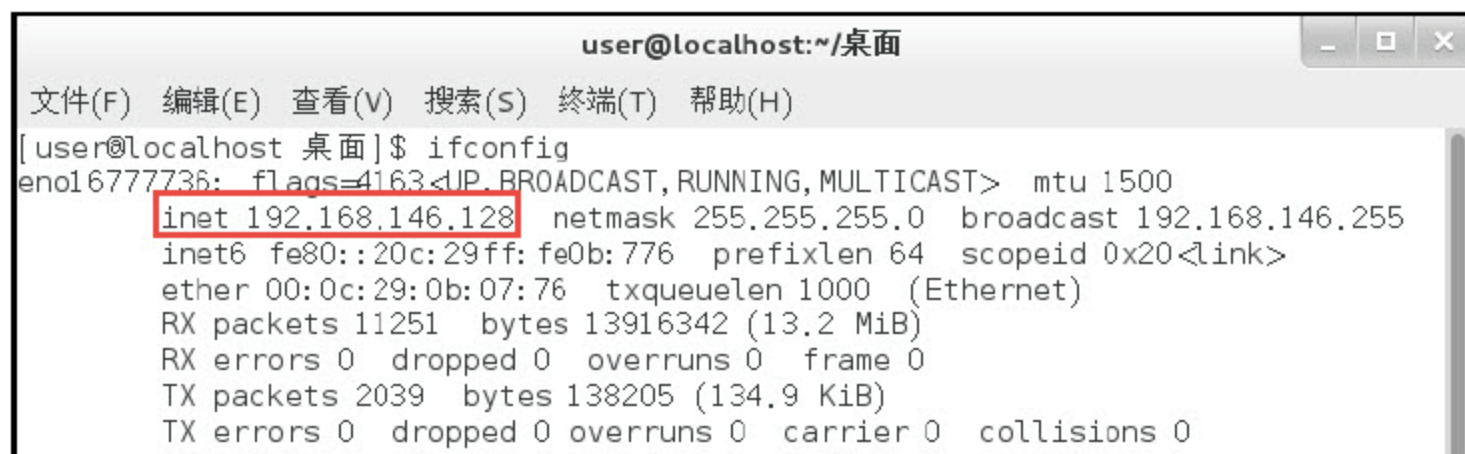 user@localhost:~/桌面
文件(F) 编辑(E) 查看(V) 搜索(S) 终端(T) 帮助(H)
[user@localhost 桌面]$ ifconfig
eno16777736: flags=4163<UP,BROADCAST,RUNNING,MULTICAST> mtu 1500
inet 192.168.146.128 netmask 255.255.255.0 broadcast 192.168.146.255
inet6 fe80::20c:29ff:fe0b:776 prefixlen 64 scopeid 0x20<link>
ether 00:0c:29:0b:07:76 txqueuelen 1000 (Ethernet)
RX packets 11251 bytes 13916342 (13.2 MiB)
RX errors 0 dropped 0 overruns 0 frame 0
TX packets 2039 bytes 138205 (134.9 KiB)
TX errors 0 dropped 0 overruns 0 carrier 0 collisions 0